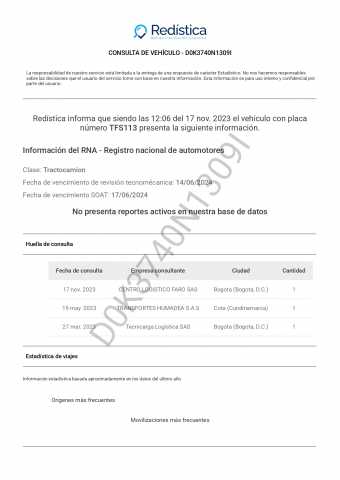 Redística
CONSULTA DE VEHÍCULO - D0K3740N1309I
La responsabilidad de nuestro servicio está limitada a la entrega de una respuesta de carácter Estadístico. No nos hacemos responsables
sobre las decisiones que el usuario del servicio tome con base en nuestra información. Esta información es para uso interno y confidencial por
parte del usuario.
Redística informa que siendo las 12:06 del 17 nov. 2023 el vehículo con placa
número TFS113 presenta la siguiente información.
Información del RNA - Registro nacional de automotores
Clase: Tractocamion
Fecha de vencimiento de revisión teconmécanica: 14/06/2024
Fecha de vencimiento SOAT: 17/06/2024
No presenta reportes activos en nuestra base de datos
Huella de consulta
Fecha de consulta Empresa consultante Ciudad Cantidad
17 nov. 2023 CENTRO LOGISTICO FARO SAS Bogota (Bogota, D.C.) 1
19 may. 2023 TRANSPORTES HUMADEA S.A.S Cota (Cundinamarca) 1
27 mar. 2023 Tecnicarga Logistica SAS Bogota (Bogota, D.C.) 1
D0K3740N1309I
Estadística de viajes
Información estadística basada aproximadamente en los datos del último año
Origenes más frecuentes
Movilizaciones más frecuentes